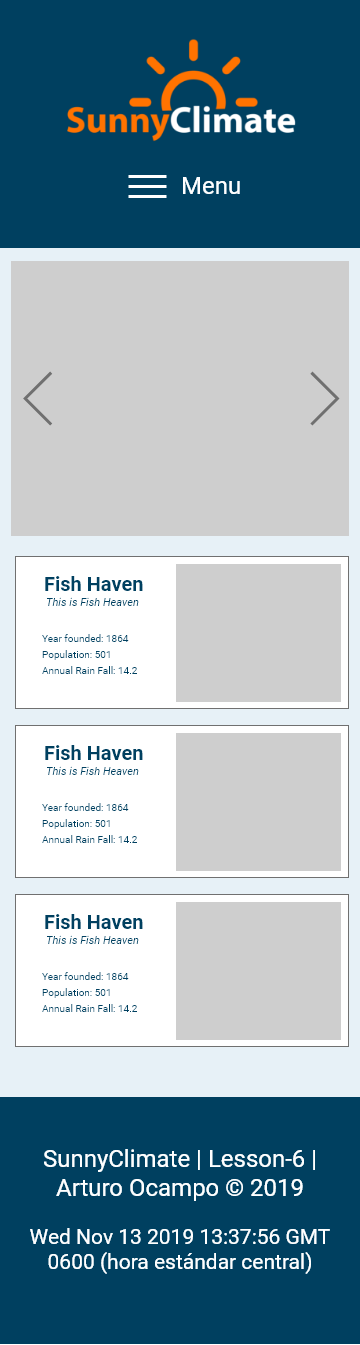 SunnyClimate
Menu
Fish Haven
This is Fish Heaven
Year founded: 1864
Population: 501
Annual Rain Fall: 14.2
Fish Haven
This is Fish Heaven
Year founded: 1864
Population: 501
Annual Rain Fall: 14.2
Fish Haven
This is Fish Heaven
Year founded: 1864
Population: 501
Annual Rain Fall: 14.2
SunnyClimate | Lesson-6 |
Arturo Ocampo © 2019
Wed Nov 13 2019 13:37:56 GMT
0600 (hora estándar central)